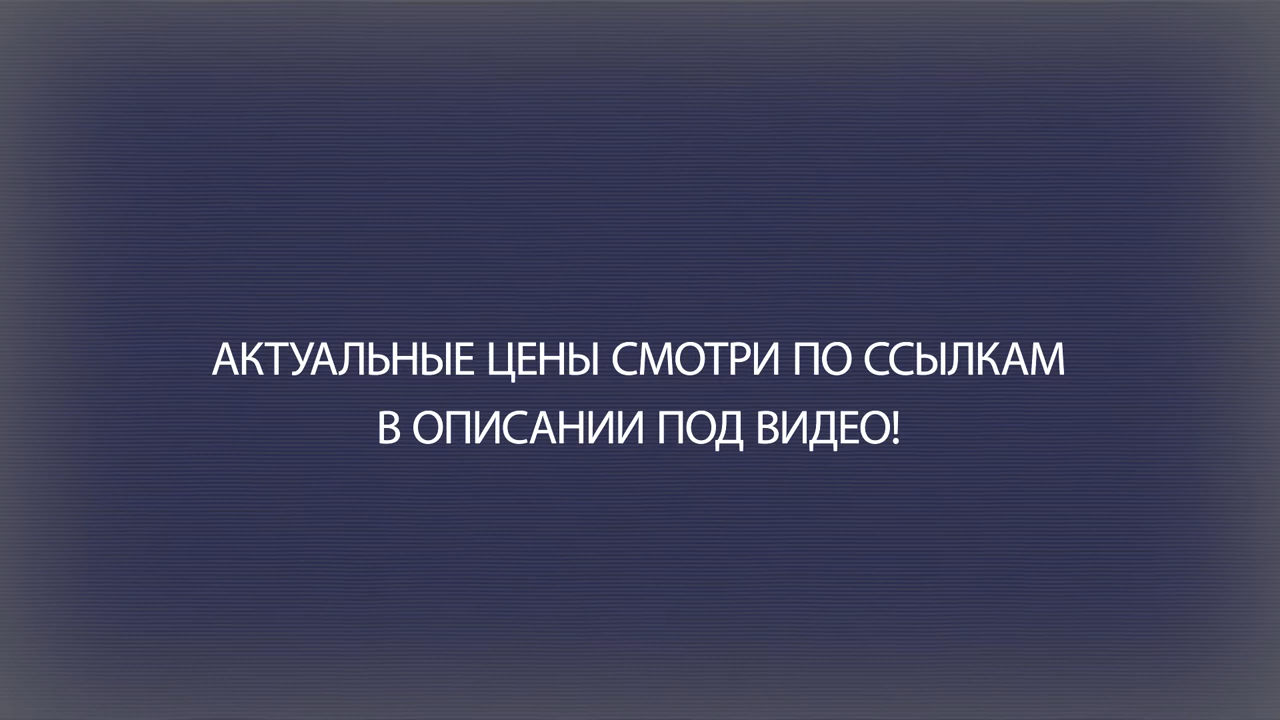 АКТУАЛЬНЫЕ ЦЕНЫ СМОТРИ ПО ССЫЛКАМ
В ОПИСАНИИ ПОД ВИДЕО!